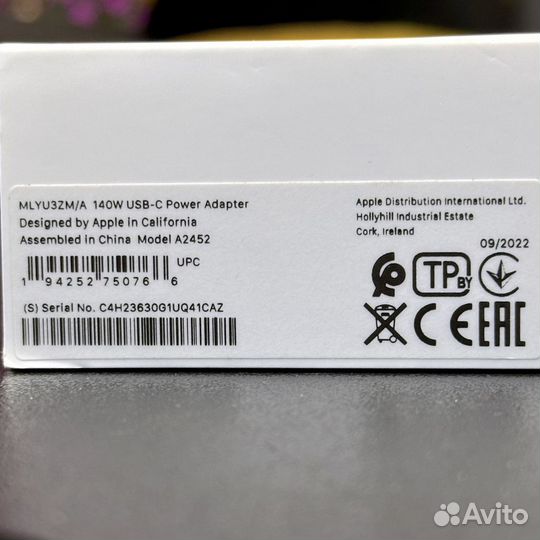 MLYU3ZM/A 140W USB-C Power Adapter
Designed by Apple in California
Assembled in China Model A2452
UPC
1 94252 75076 6
(S) Serial No. C4H23630G1UQ41CAZ
Apple Distribution International Ltd.
Hollyhill Industrial Estate
Cork, Ireland
09/2022
TP BY
CE EAC
Avito